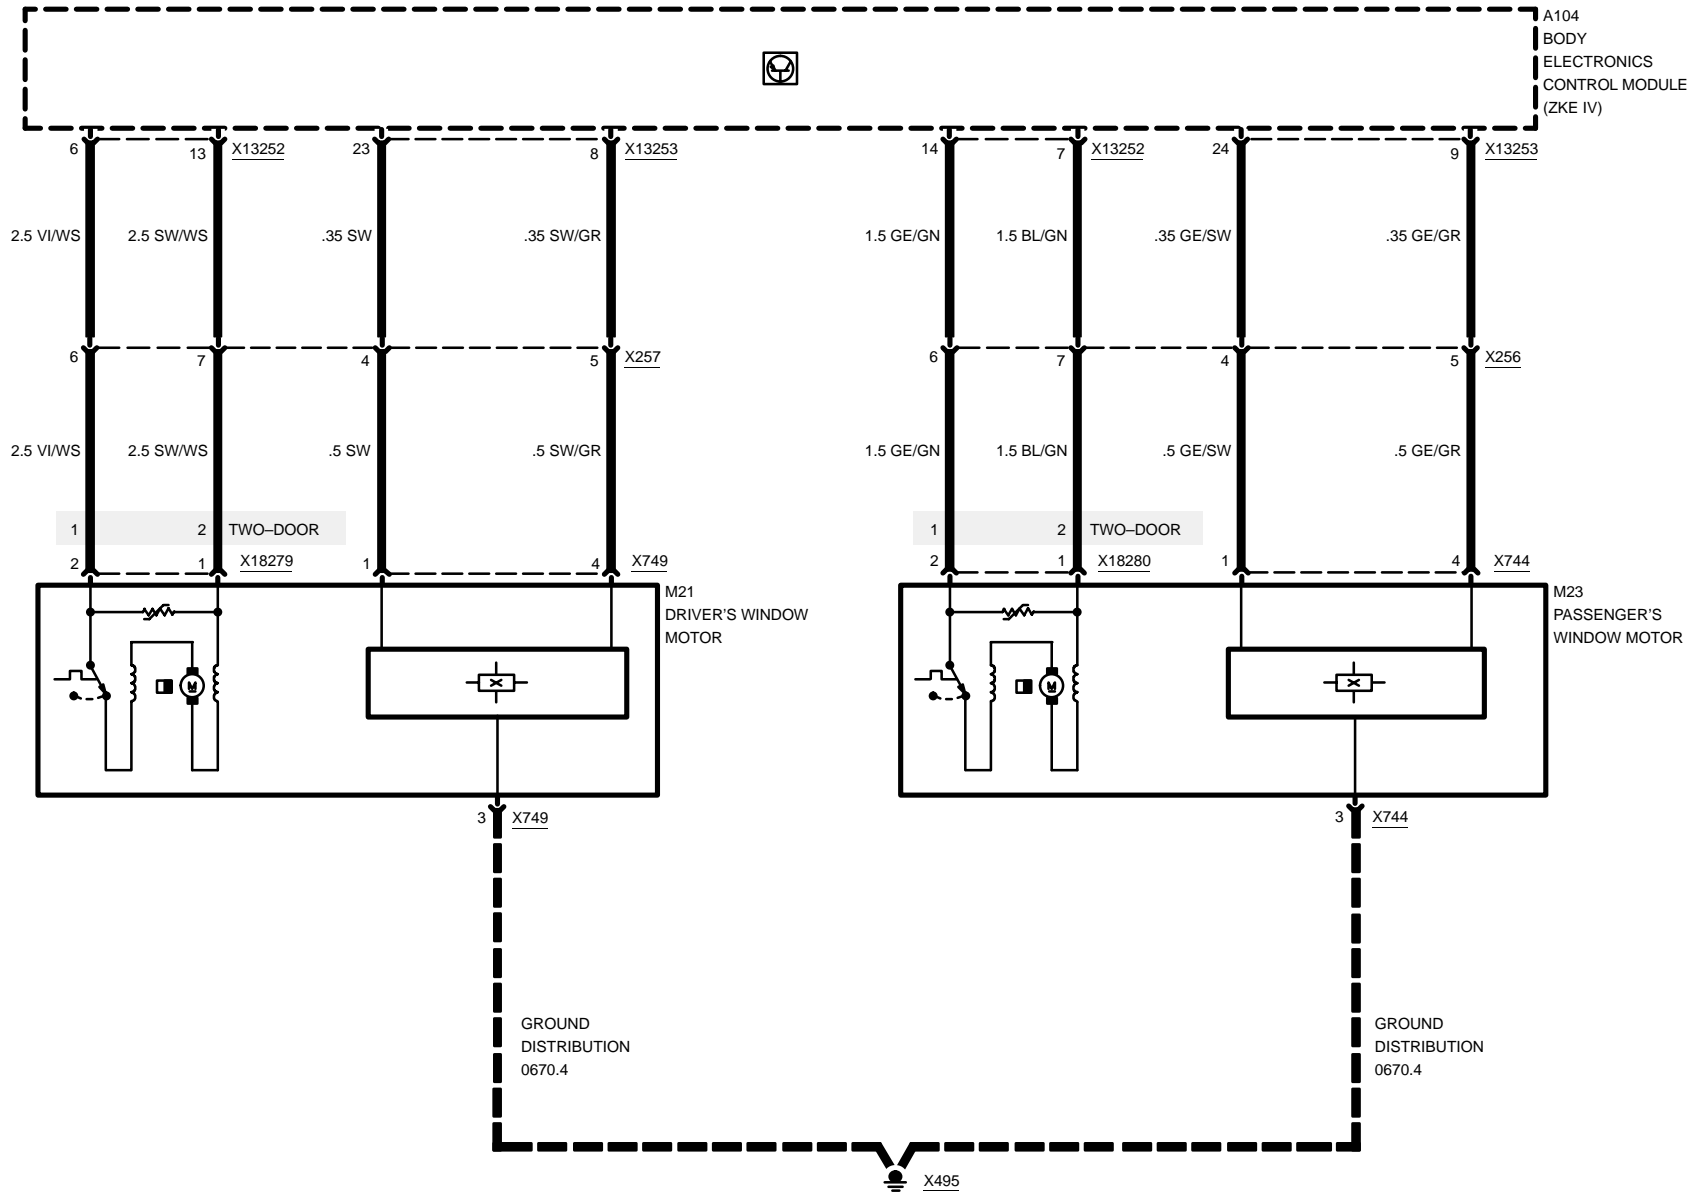 A104
BODY
ELECTRONICS
CONTROL MODULE
(ZKE IV)
6 13 X13252 23 8 X13253 14 7 X13252 24 9 X13253
2.5 VI/WS 2.5 SW/WS .35 SW .35 SW/GR 1.5 GE/GN 1.5 BL/GN .35 GE/SW .35 GE/GR
6 7 4 5 X257 6 7 4 5 X256
2.5 VI/WS 2.5 SW/WS .5 SW .5 SW/GR 1.5 GE/GN 1.5 BL/GN .5 GE/SW .5 GE/GR
1 2 TWO–DOOR 1 2 TWO–DOOR
2 1 X18279 1 4 X749 2 1 X18280 1 4 X744
M21
DRIVER'S WINDOW
MOTOR
M23
PASSENGER'S
WINDOW MOTOR
M M
3 X749 3 X744
GROUND
DISTRIBUTION
0670.4
GROUND
DISTRIBUTION
0670.4
X495